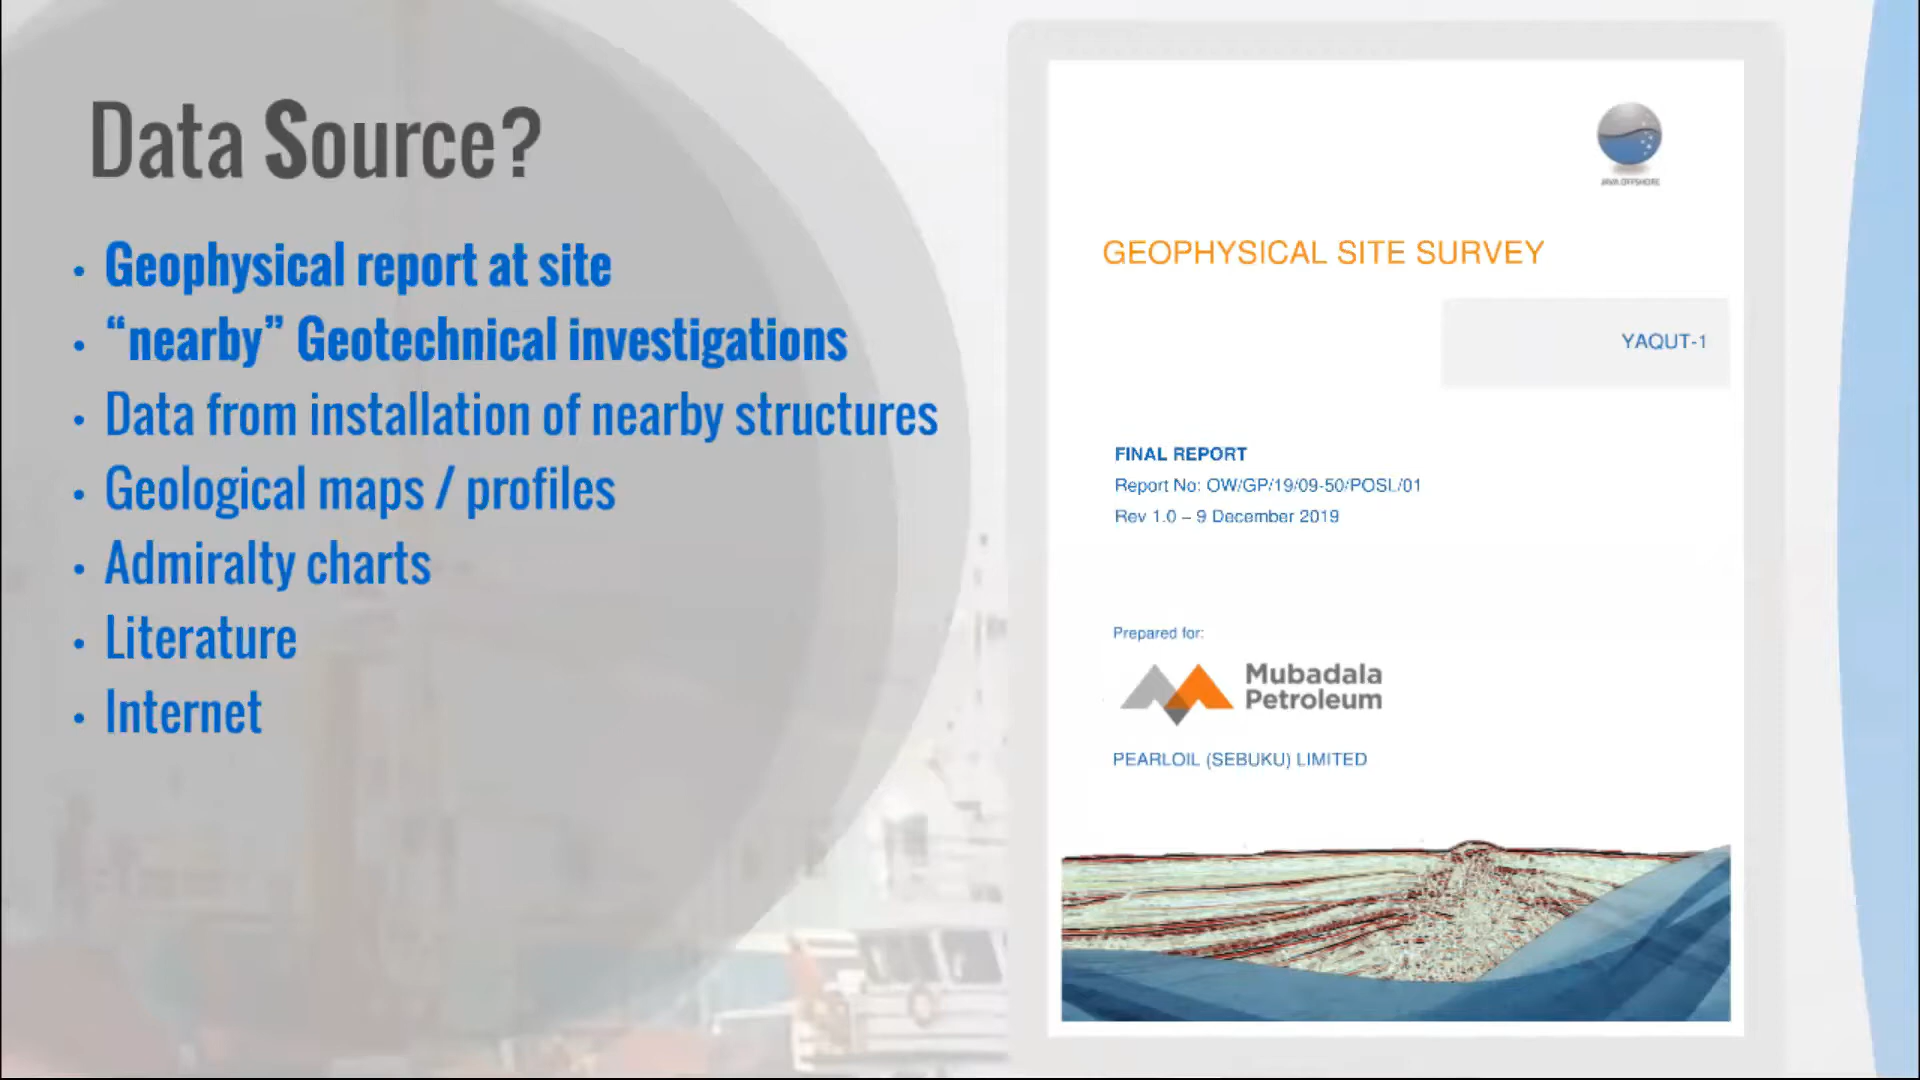 Data Source?
• Geophysical report at site
• “nearby” Geotechnical investigations
• Data from installation of nearby structures
• Geological maps / profiles
• Admiralty charts
• Literature
• Internet
JAVA OFFSHORE
GEOPHYSICAL SITE SURVEY
YAQUT-1
FINAL REPORT
Report No: OW/GP/19/09-50/POSL/01
Rev 1.0 – 9 December 2019
Prepared for:
Mubadala
Petroleum
PEARLOIL (SEBUKU) LIMITED